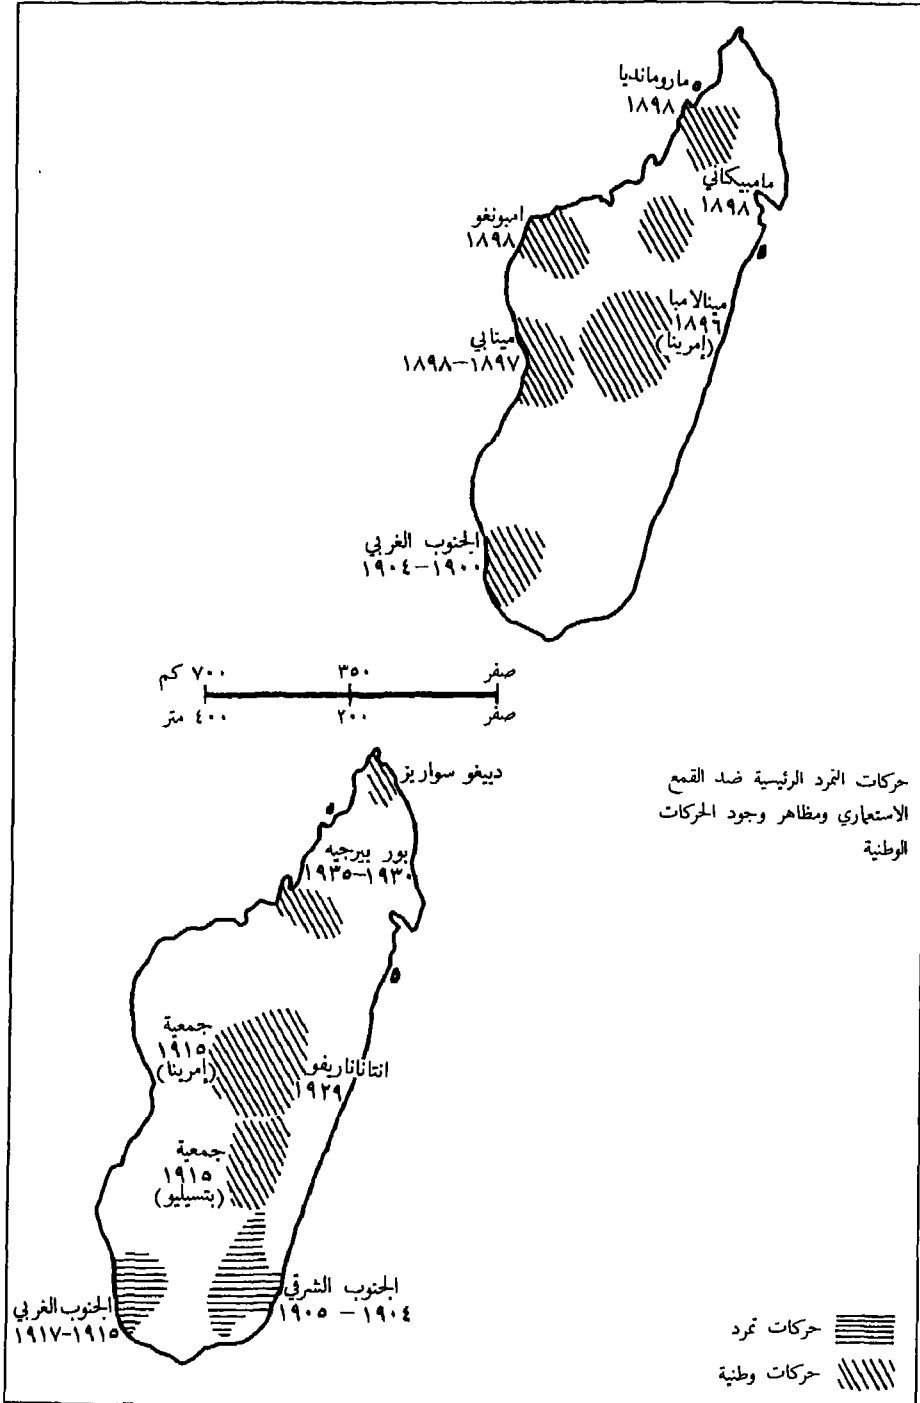 مارومانديا
١٨٩٨
مامبيكاني
١٨٩٨
امبونغو
١٨٩٨
مينالامبا
١٨٩٦
(إمرينا)
مينابي
١٨٩٧–١٨٩٨
الجنوب الغربي
١٩٠٠–١٩٠٤
صفر ٣٥٠ ٧٠٠ كم
صفر ٢٠٠ ٤٠٠ متر
حركات التمرد الرئيسية ضد القمع
الاستعماري ومظاهر وجود الحركات
الوطنية
دييغو سواريز
بور بيرجيه
١٩٣٠–١٩٣٥
جمعية
١٩١٥
(إمرينا)
انتاناناريفو
١٩٢٩
جمعية
١٩١٥
(بتسيليو)
الجنوب الشرقي
١٩٠٤ – ١٩٠٥
الجنوب الغربي
١٩١٥–١٩١٧
حركات تمرد
حركات وطنية